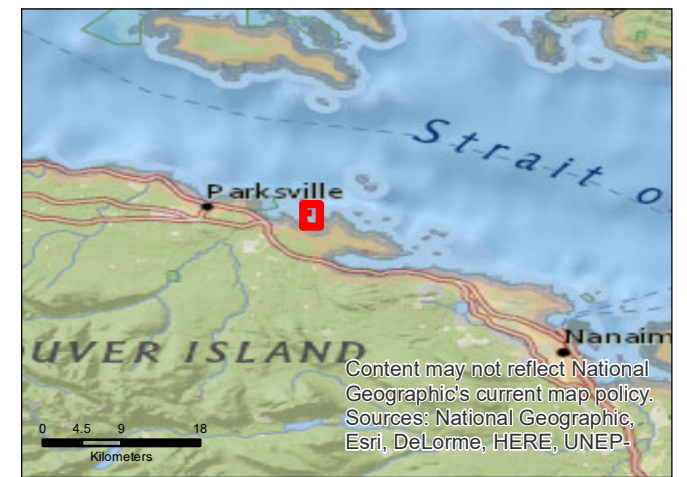 Strait o
Parksville
Nanaim
UVER ISLAND
Content may not reflect National
Geographic's current map policy.
Sources: National Geographic,
Esri, DeLorme, HERE, UNEP-
0 4.5 9 18
Kilometers